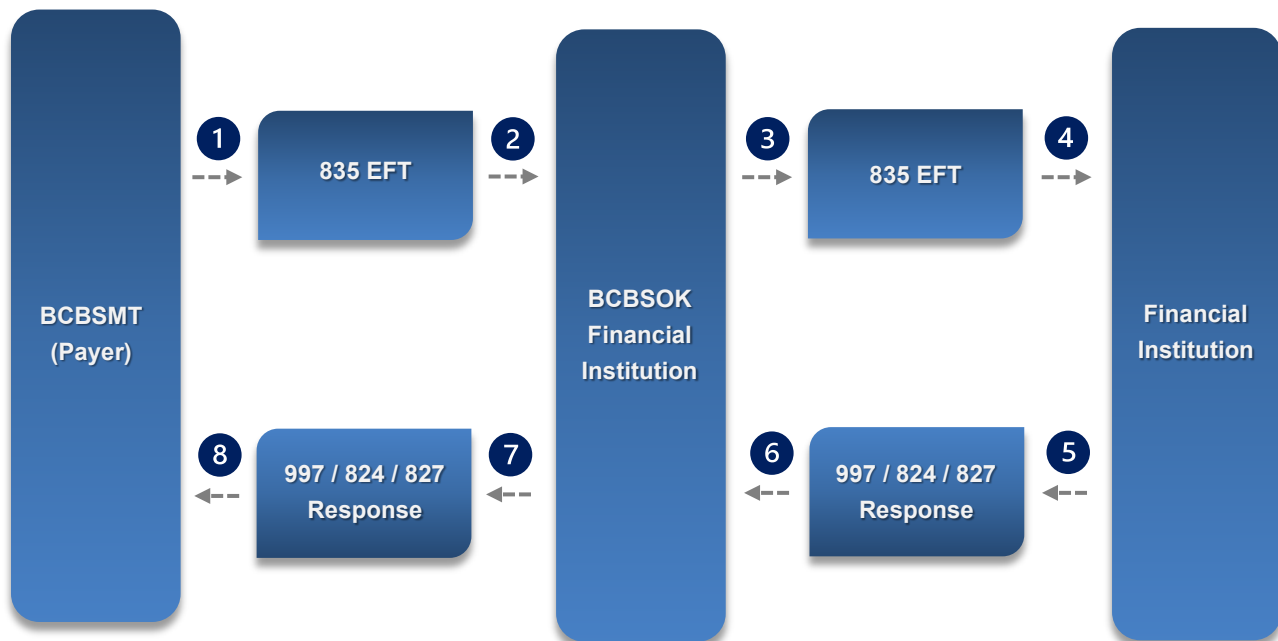 BCBSMT
(Payer)
1
835 EFT
2
BCBSOK
Financial
Institution
3
835 EFT
4
Financial
Institution
8
997 / 824 / 827
Response
7
6
997 / 824 / 827
Response
5